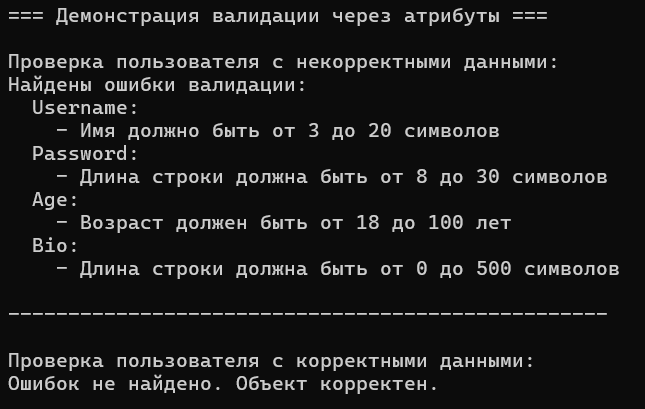 === Демонстрация валидации через атрибуты ===
Проверка пользователя с некорректными данными:
Найдены ошибки валидации:
Username:
- Имя должно быть от 3 до 20 символов
Password:
- Длина строки должна быть от 8 до 30 символов
Age:
- Возраст должен быть от 18 до 100 лет
Bio:
- Длина строки должна быть от 0 до 500 символов
--------------------------------------------------
Проверка пользователя с корректными данными:
Ошибок не найдено. Объект корректен.